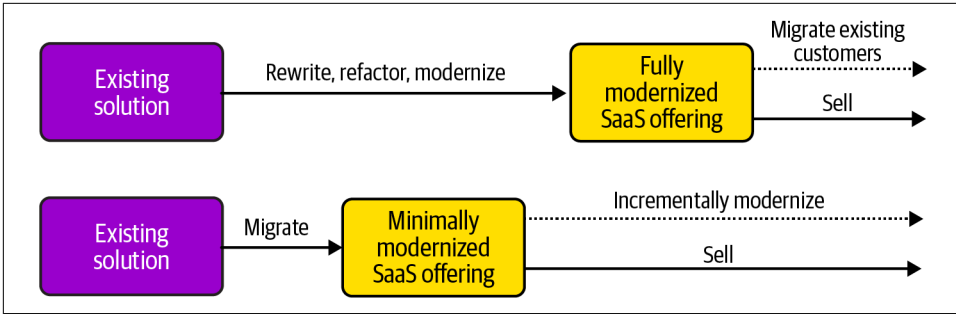 Existing
solution
Rewrite, refactor, modernize
Fully
modernized
SaaS offering
Migrate existing
customers
Sell
Existing
solution
Migrate
Minimally
modernized
SaaS offering
Incrementally modernize
Sell